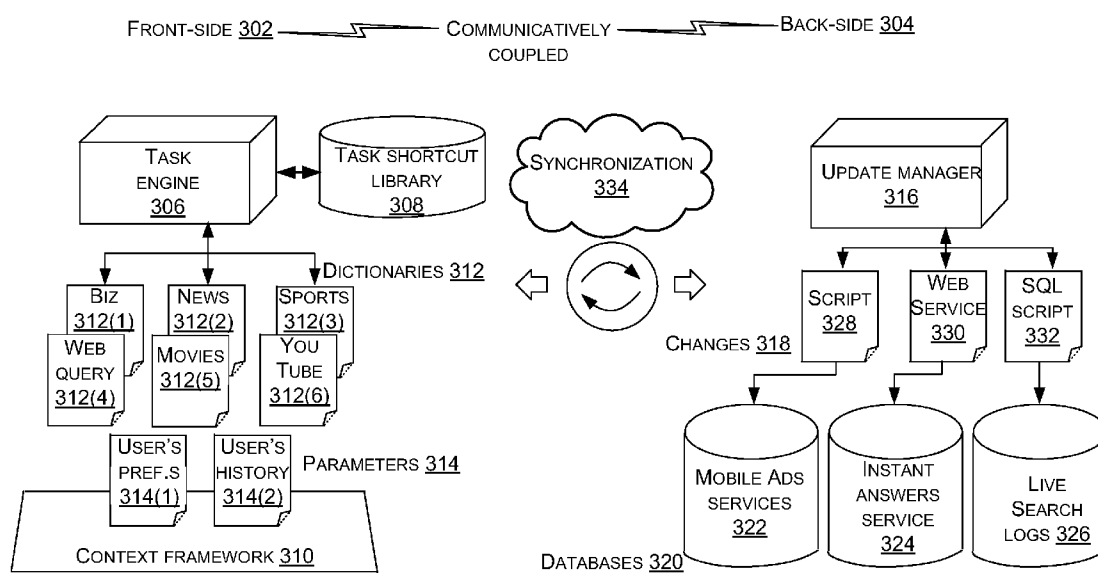 FRONT-SIDE 302
COMMUNICATIVELY
COUPLED
BACK-SIDE 304
TASK
ENGINE
306
TASK SHORTCUT
LIBRARY
308
SYNCHRONIZATION
334
UPDATE MANAGER
316
DICTIONARIES 312
BIZ
312(1)
NEWS
312(2)
SPORTS
312(3)
WEB
QUERY
312(4)
MOVIES
312(5)
YOU
TUBE
312(6)
SCRIPT
328
WEB
SERVICE
330
SQL
SCRIPT
332
CHANGES 318
USER'S
PREF.S
314(1)
USER'S
HISTORY
314(2)
PARAMETERS 314
CONTEXT FRAMEWORK 310
MOBILE ADS
SERVICES
322
INSTANT
ANSWERS
SERVICE
324
LIVE
SEARCH
LOGS 326
DATABASES 320